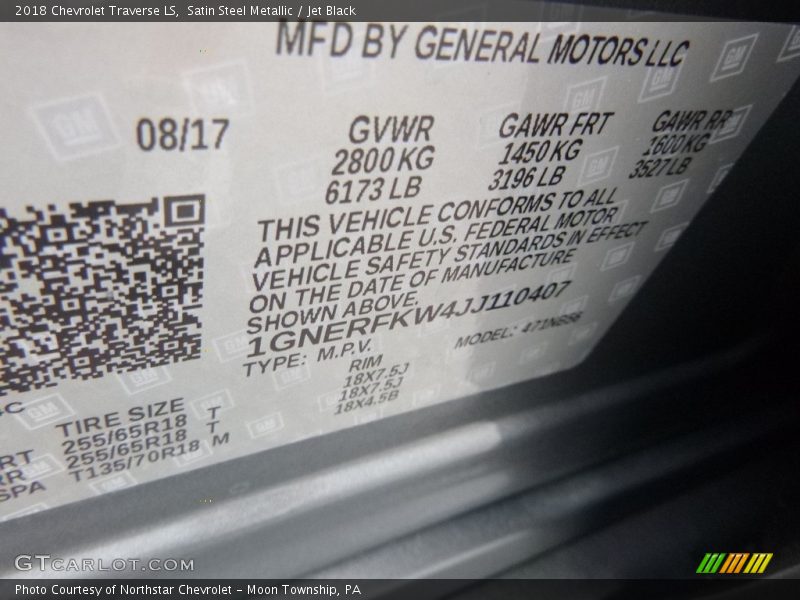 2018 Chevrolet Traverse LS, Satin Steel Metallic / Jet Black
MFD BY GENERAL MOTORS LLC
08/17
GVWR
2800 KG
6173 LB
GAWR FRT
1450 KG
3196 LB
GAWR RR
1600 KG
3527 LB
THIS VEHICLE CONFORMS TO ALL
APPLICABLE U.S. FEDERAL MOTOR
VEHICLE SAFETY STANDARDS IN EFFECT
ON THE DATE OF MANUFACTURE
SHOWN ABOVE.
1GNERFKW4JJ110407
TYPE: M.P.V.
MODEL:
TIRE SIZE
RIM
RT 255/65R18 T 18X7.5J
RR 255/65R18 T 18X7.5J
SPA T135/70R18 M 18X4.5B
GTCARLOT.COM
Photo Courtesy of Northstar Chevrolet - Moon Township, PA